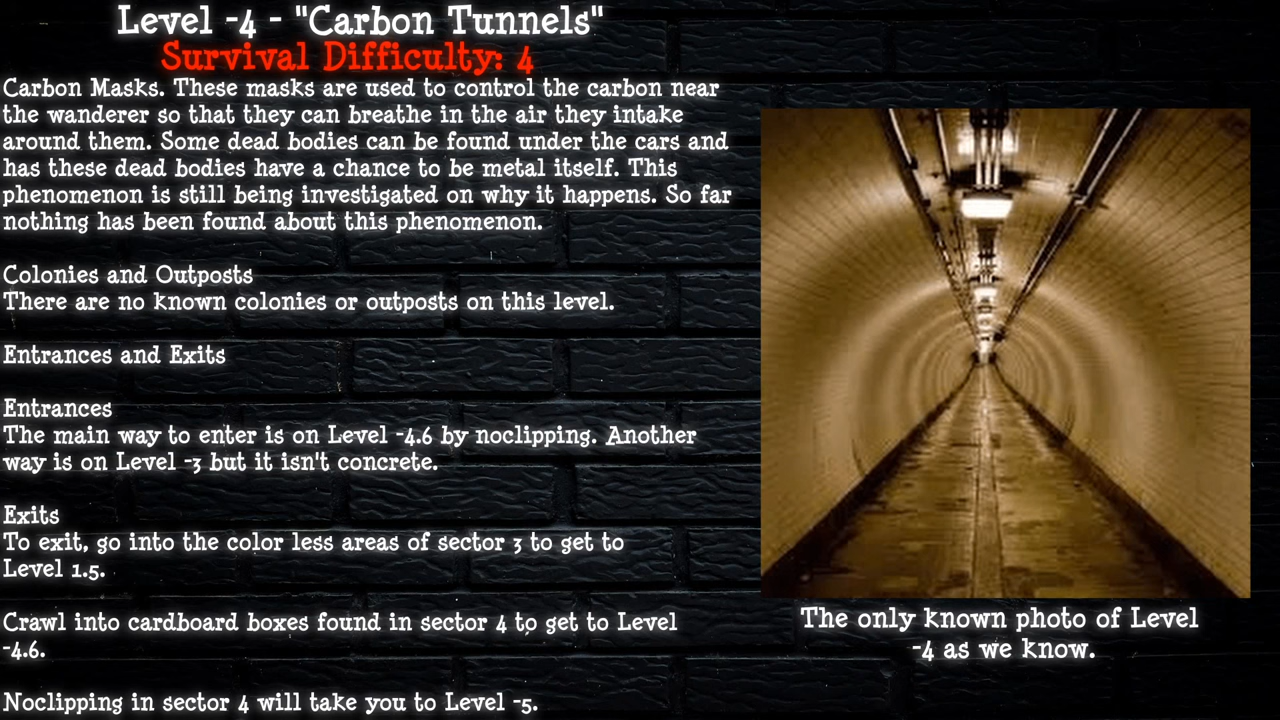 Level -4 - "Carbon Tunnels"
Survival Difficulty: 4
Carbon Masks. These masks are used to control the carbon near
the wanderer so that they can breathe in the air they intake
around them. Some dead bodies can be found under the cars and
has these dead bodies have a chance to be metal itself. This
phenomenon is still being investigated on why it happens. So far
nothing has been found about this phenomenon.
Colonies and Outposts
There are no known colonies or outposts on this level.
Entrances and Exits
Entrances
The main way to enter is on Level -4.6 by noclipping. Another
way is on Level -3 but it isn't concrete.
Exits
To exit, go into the color less areas of sector 3 to get to
Level 1.5.
Crawl into cardboard boxes found in sector 4 to get to Level
-4.6.
Noclipping in sector 4 will take you to Level -5.
The only known photo of Level
-4 as we know.